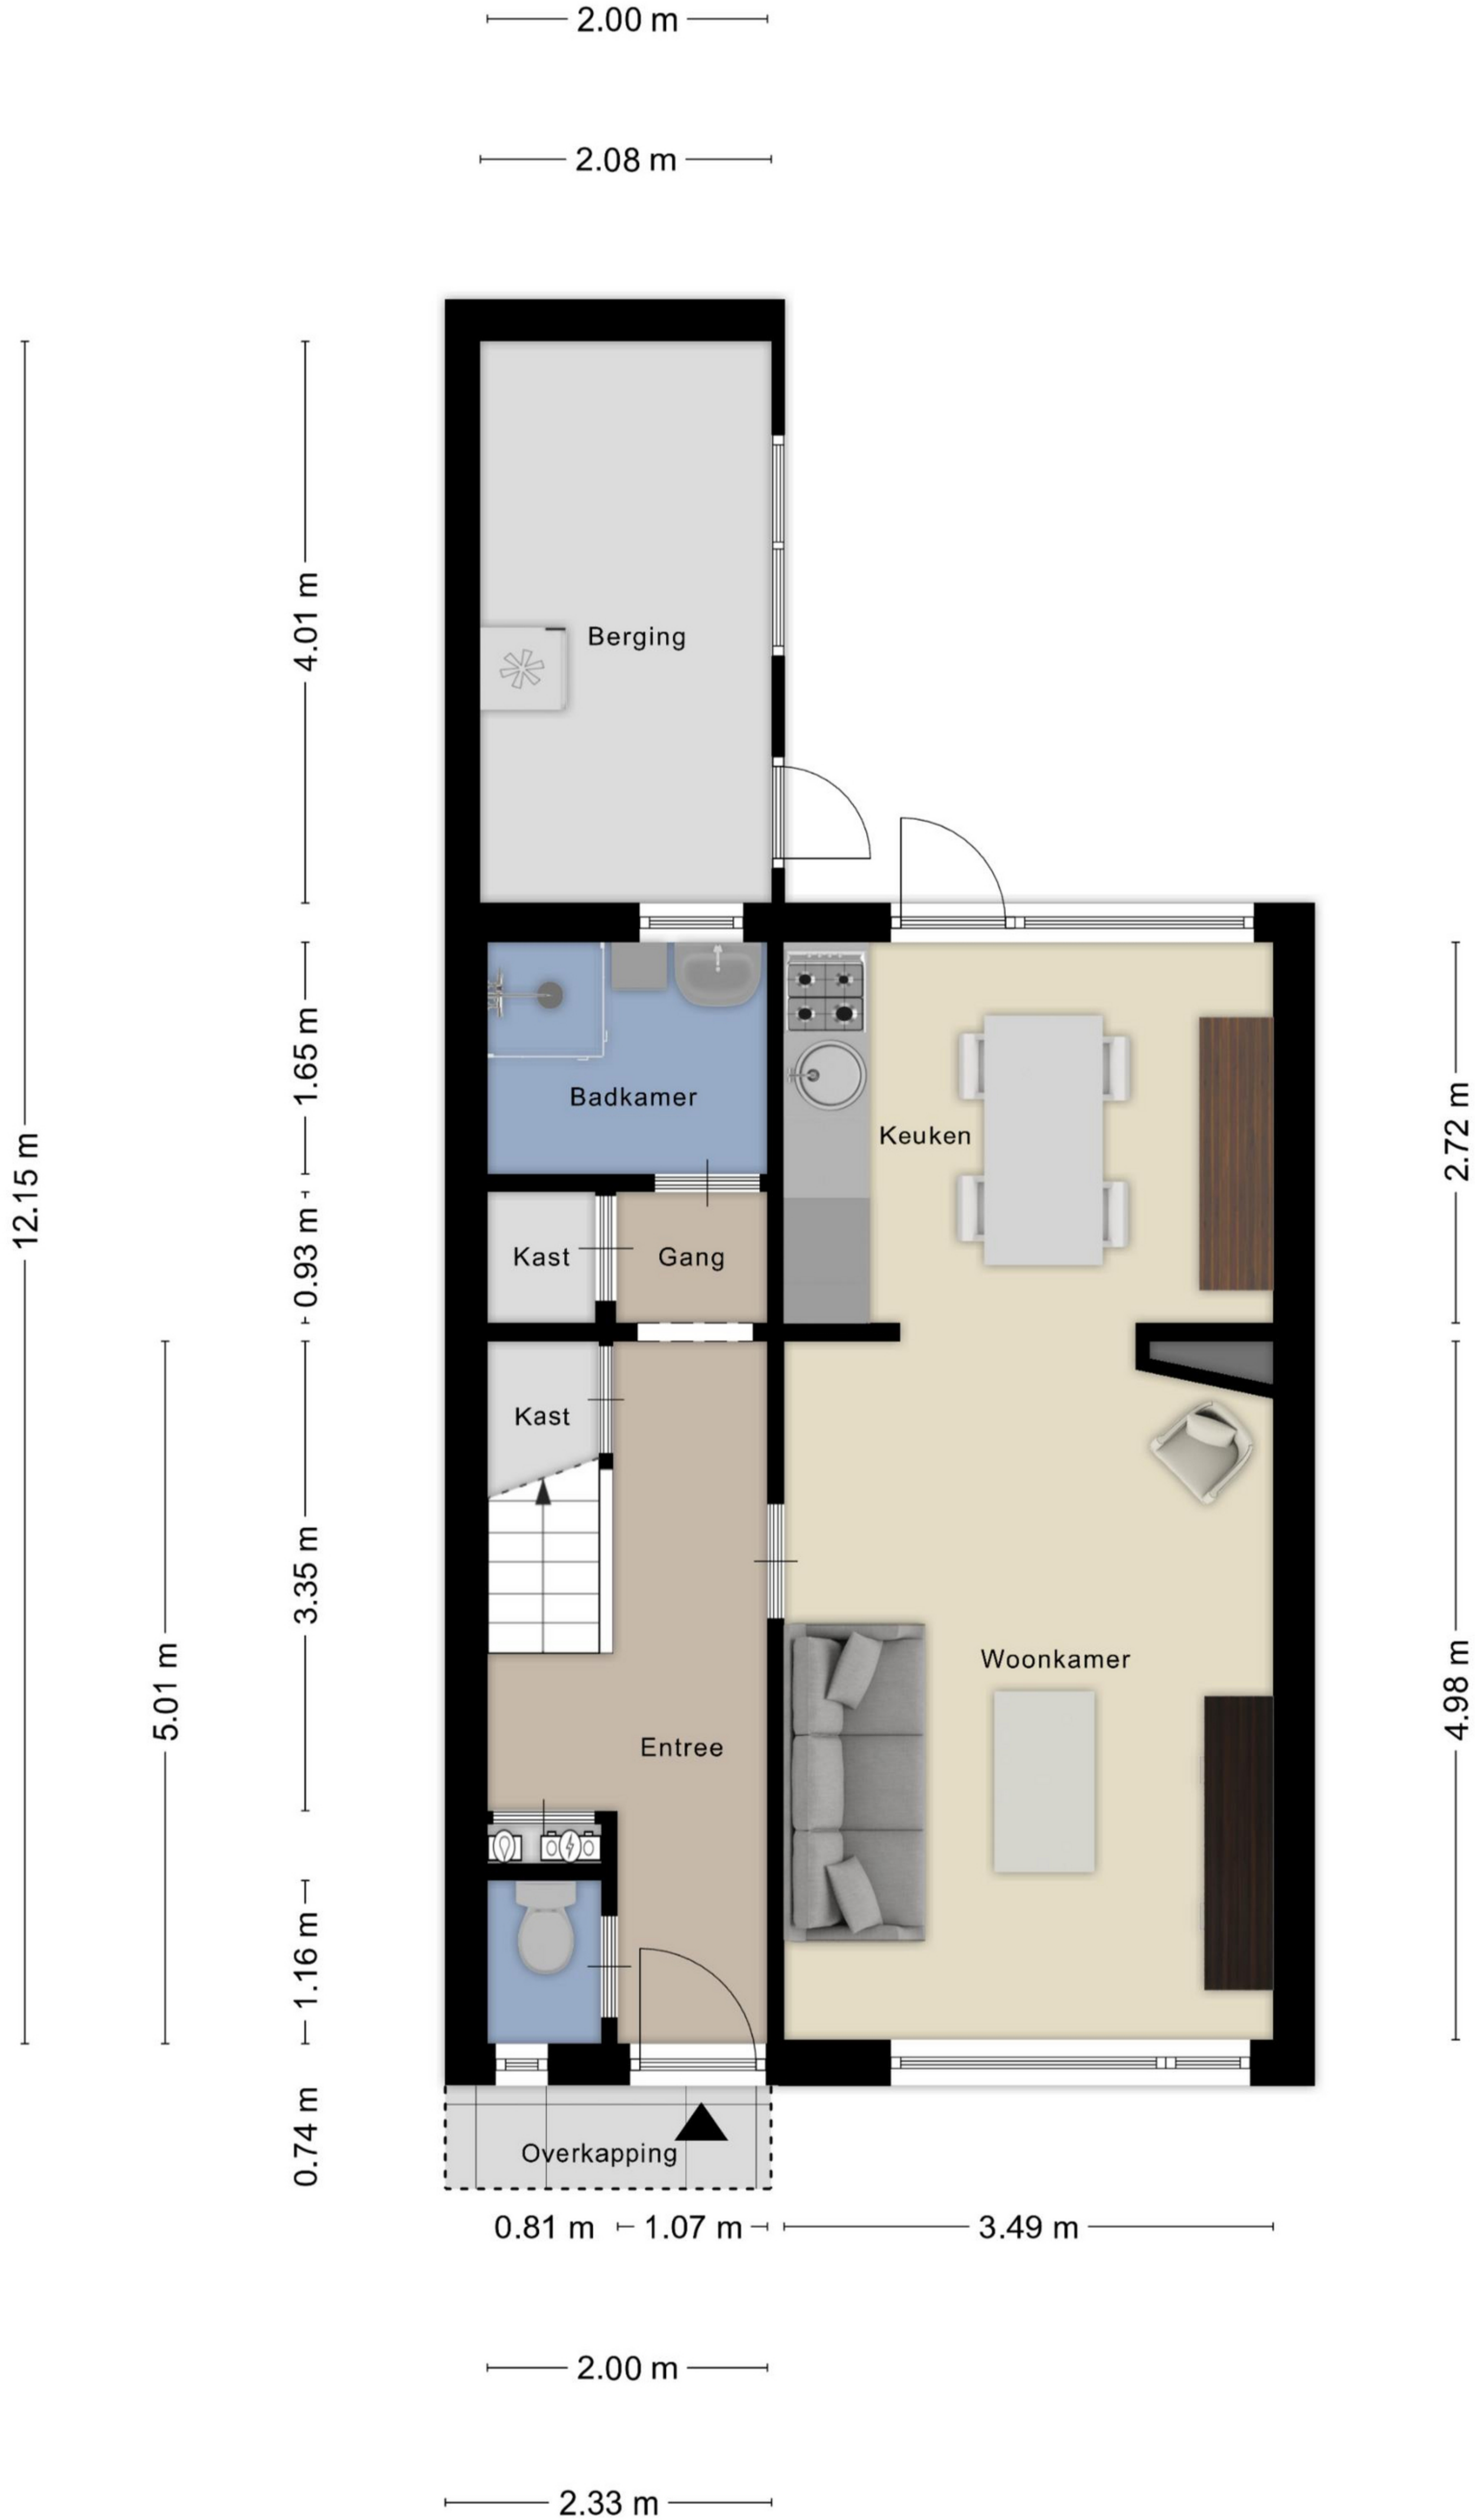 2.00 m
2.08 m
4.01 m
Berging
1.65 m
Badkamer
2.72 m
Keuken
12.15 m
0.93 m
Kast
Gang
Kast
3.35 m
5.01 m
Woonkamer
4.98 m
Entree
1.16 m
0.74 m
Overkapping
0.81 m
1.07 m
3.49 m
2.00 m
2.33 m